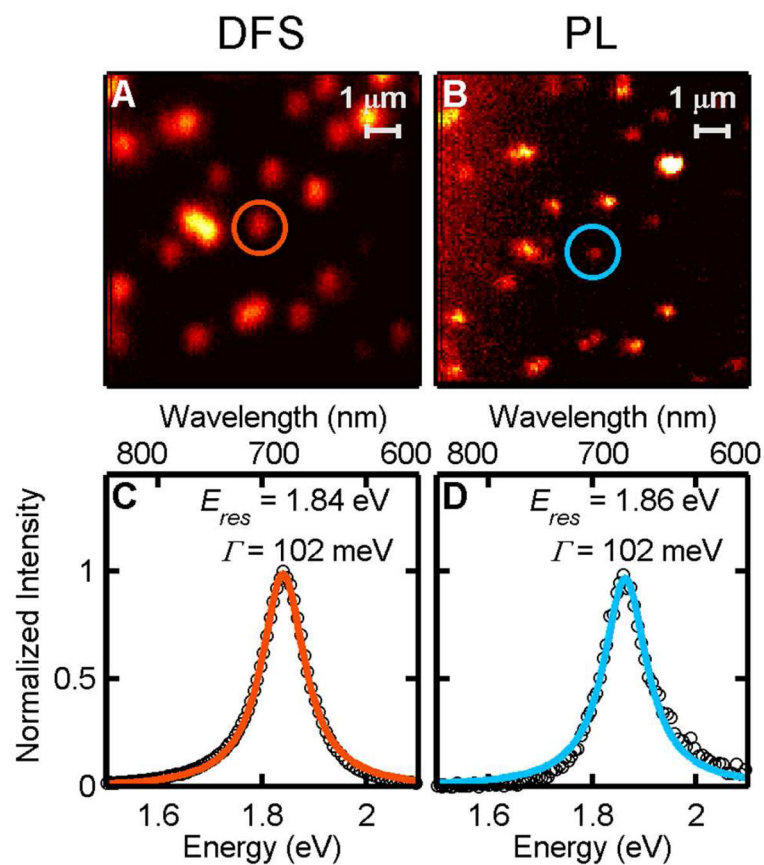 DFS PL
A 1 μm B 1 μm
Wavelength (nm) Wavelength (nm)
800 700 600 800 700 600
C E_res = 1.84 eV D E_res = 1.86 eV
Γ = 102 meV Γ = 102 meV
Normalized Intensity
1
0.5
0
1.6 1.8 2 1.6 1.8 2
Energy (eV) Energy (eV)